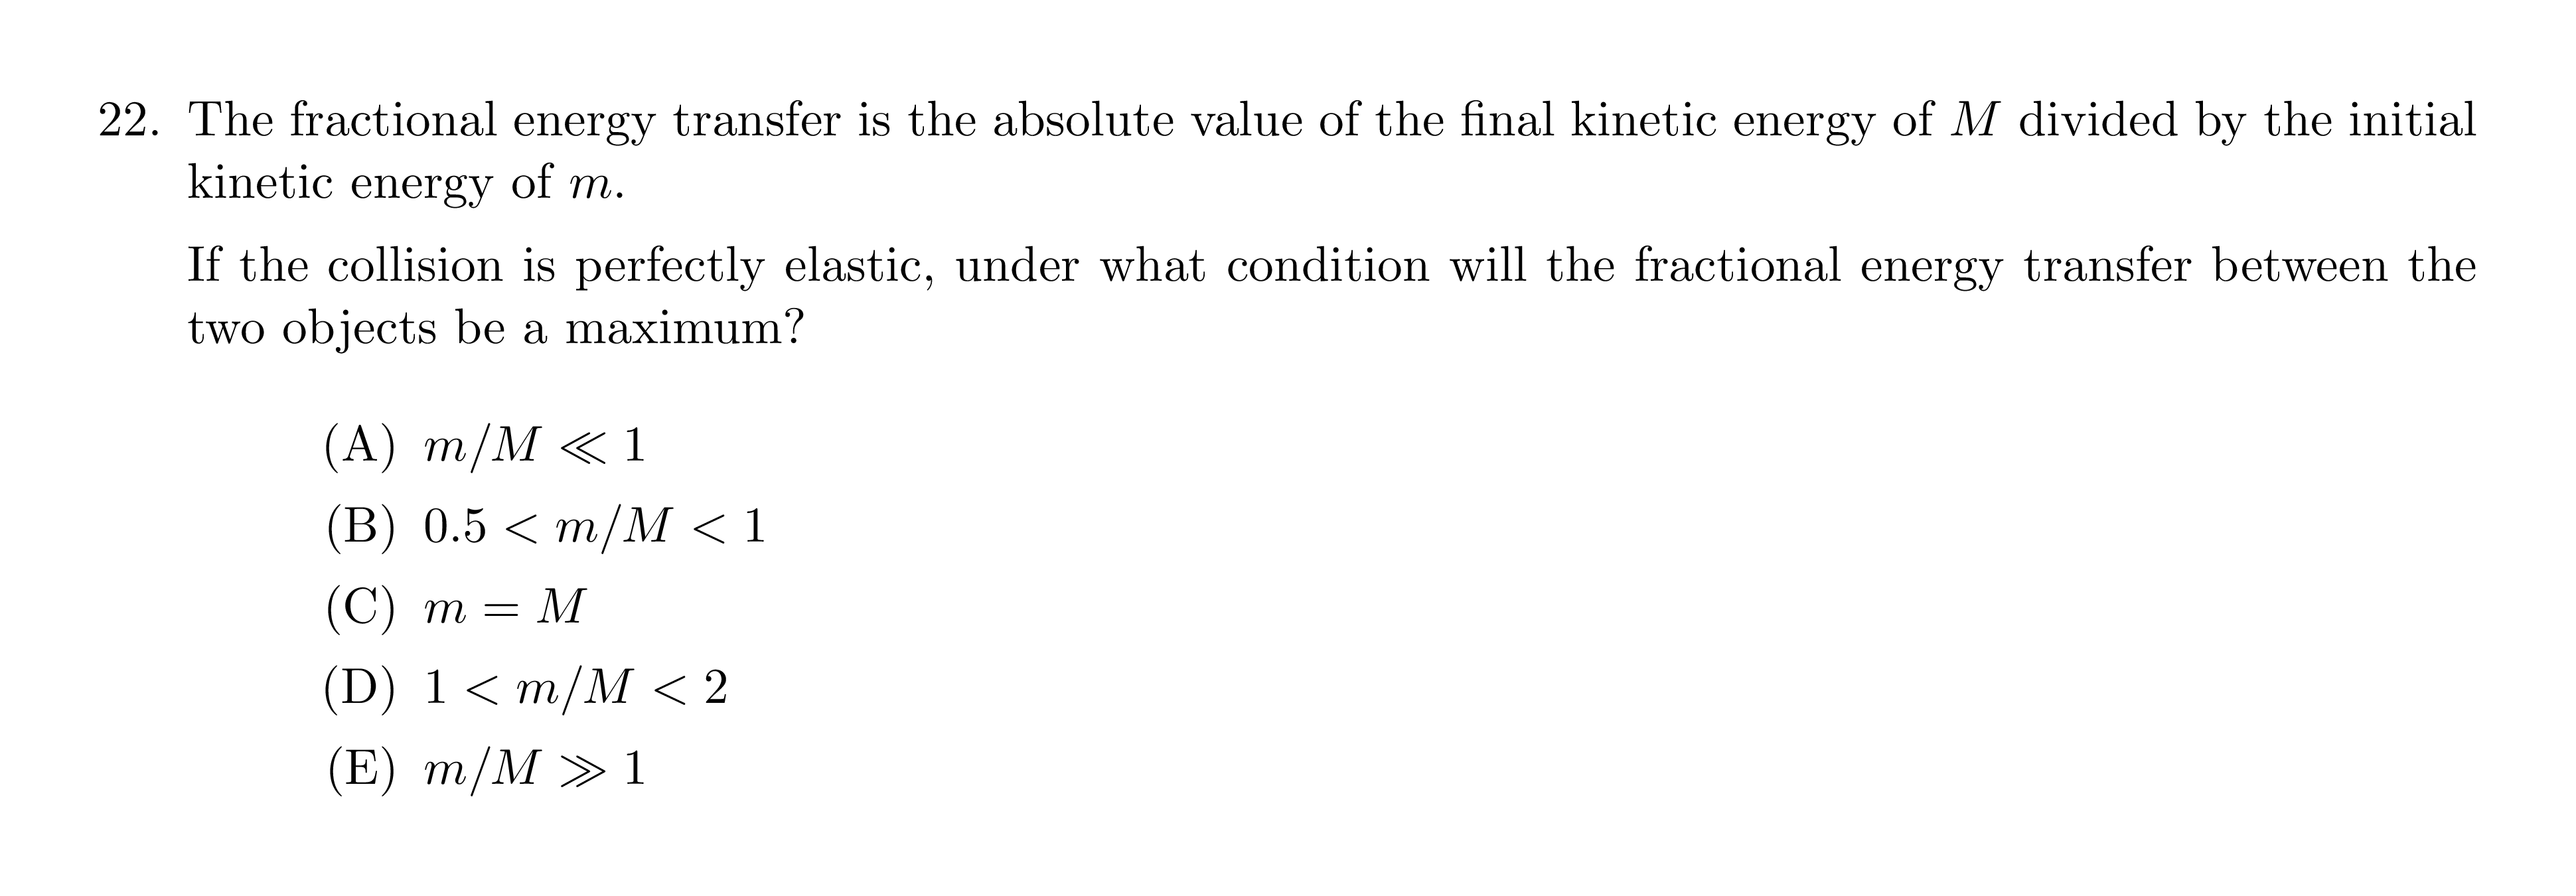 22. The fractional energy transfer is the absolute value of the final kinetic energy of M divided by the initial
kinetic energy of m.
If the collision is perfectly elastic, under what condition will the fractional energy transfer between the
two objects be a maximum?
(A) m/M ≪ 1
(B) 0.5 < m/M < 1
(C) m = M
(D) 1 < m/M < 2
(E) m/M ≫ 1